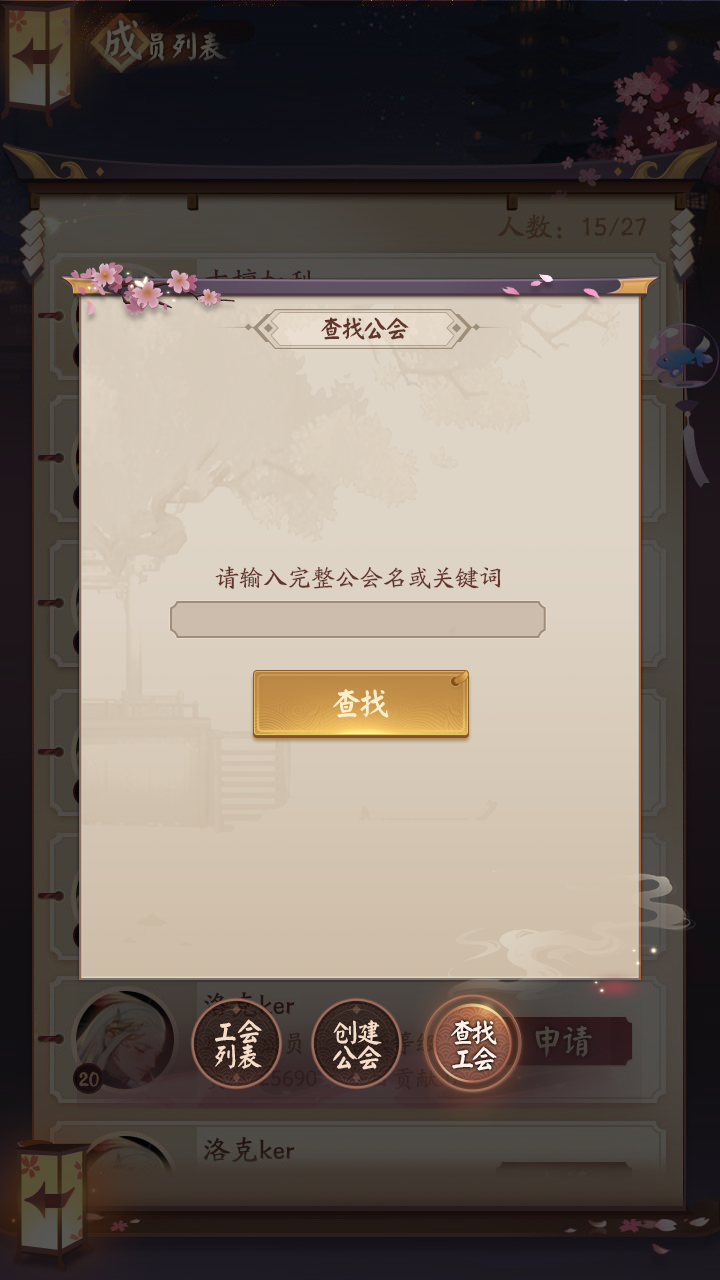 成员列表
人数：15/27
查找公会
请输入完整公会名或关键词
查找
洛克ker
工会
列表
创建
公会
查找
工会
申请
20
洛克ker